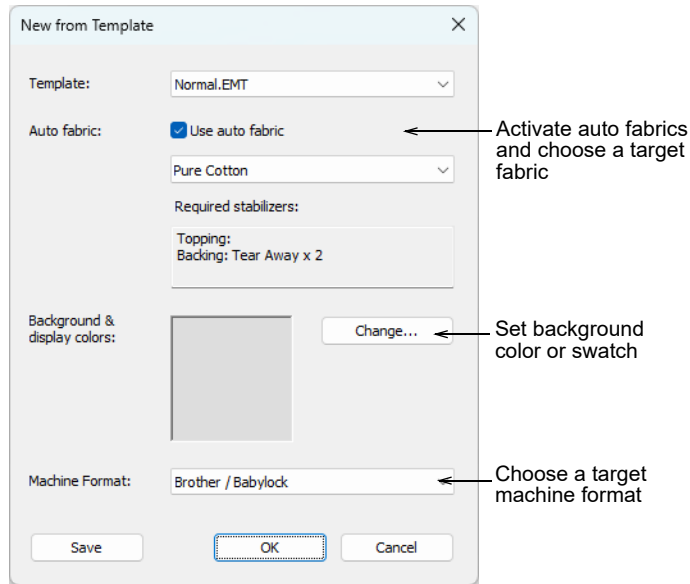 New from Template
Template:
Normal.EMT
Auto fabric:
Use auto fabric
Activate auto fabrics
and choose a target
fabric
Pure Cotton
Required stabilizers:
Topping:
Backing: Tear Away x 2
Background &
display colors:
Change...
Set background
color or swatch
Machine Format:
Brother / Babylock
Choose a target
machine format
Save
OK
Cancel